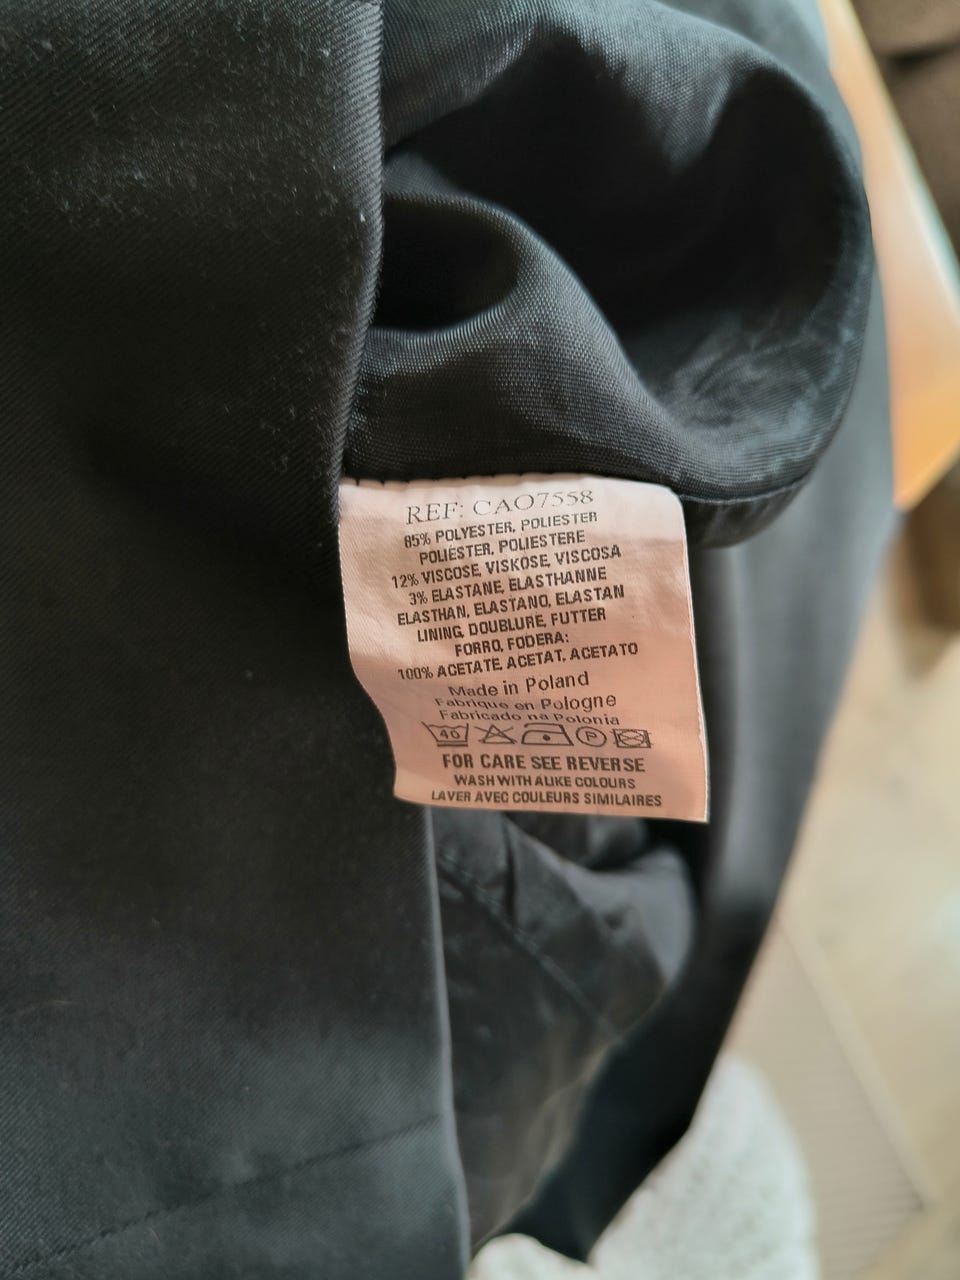 REF: CAO7558
85% POLYESTER, POLIESTER
POLIÉSTER, POLIESTERE
12% VISCOSE, VISKOSE, VISCOSA
3% ELASTANE, ELASTHANNE
ELASTHAN, ELASTANO, ELASTAN
LINING, DOUBLURE, FUTTER
FORRO, FODERA:
100% ACETATE, ACETAT, ACETATO
Made in Poland
Fabrique en Pologne
Fabricado na Polonia
40 P
FOR CARE SEE REVERSE
WASH WITH ALIKE COLOURS
LAVER AVEC COULEURS SIMILAIRES